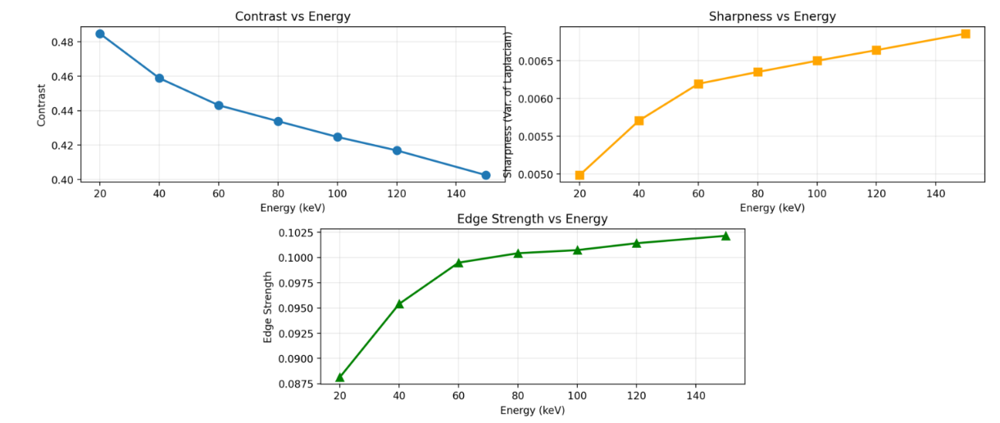 Contrast vs Energy
Contrast
0.48
0.46
0.44
0.42
0.40
20 40 60 80 100 120 140
Energy (keV)
Sharpness vs Energy
Sharpness (Var. of Laplacian)
0.0065
0.0060
0.0055
0.0050
20 40 60 80 100 120 140
Energy (keV)
Edge Strength vs Energy
Edge Strength
0.1025
0.1000
0.0975
0.0950
0.0925
0.0900
0.0875
20 40 60 80 100 120 140
Energy (keV)